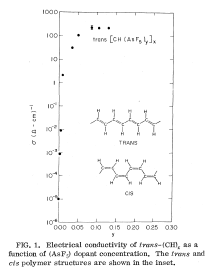 1000
trans [CH (AsF5)y]x
100
10
1
10-1
σ (Ω-cm)-1
10-2
H H H H
H H H H
TRANS
10-3
10-4
H H H H H H
CIS
10-5
10-6
0 0.05 0.10 0.15 0.20 0.25 0.30
y
FIG. 1. Electrical conductivity of trans-(CH)x as a
function of (AsF5) dopant concentration. The trans and
cis polymer structures are shown in the inset.